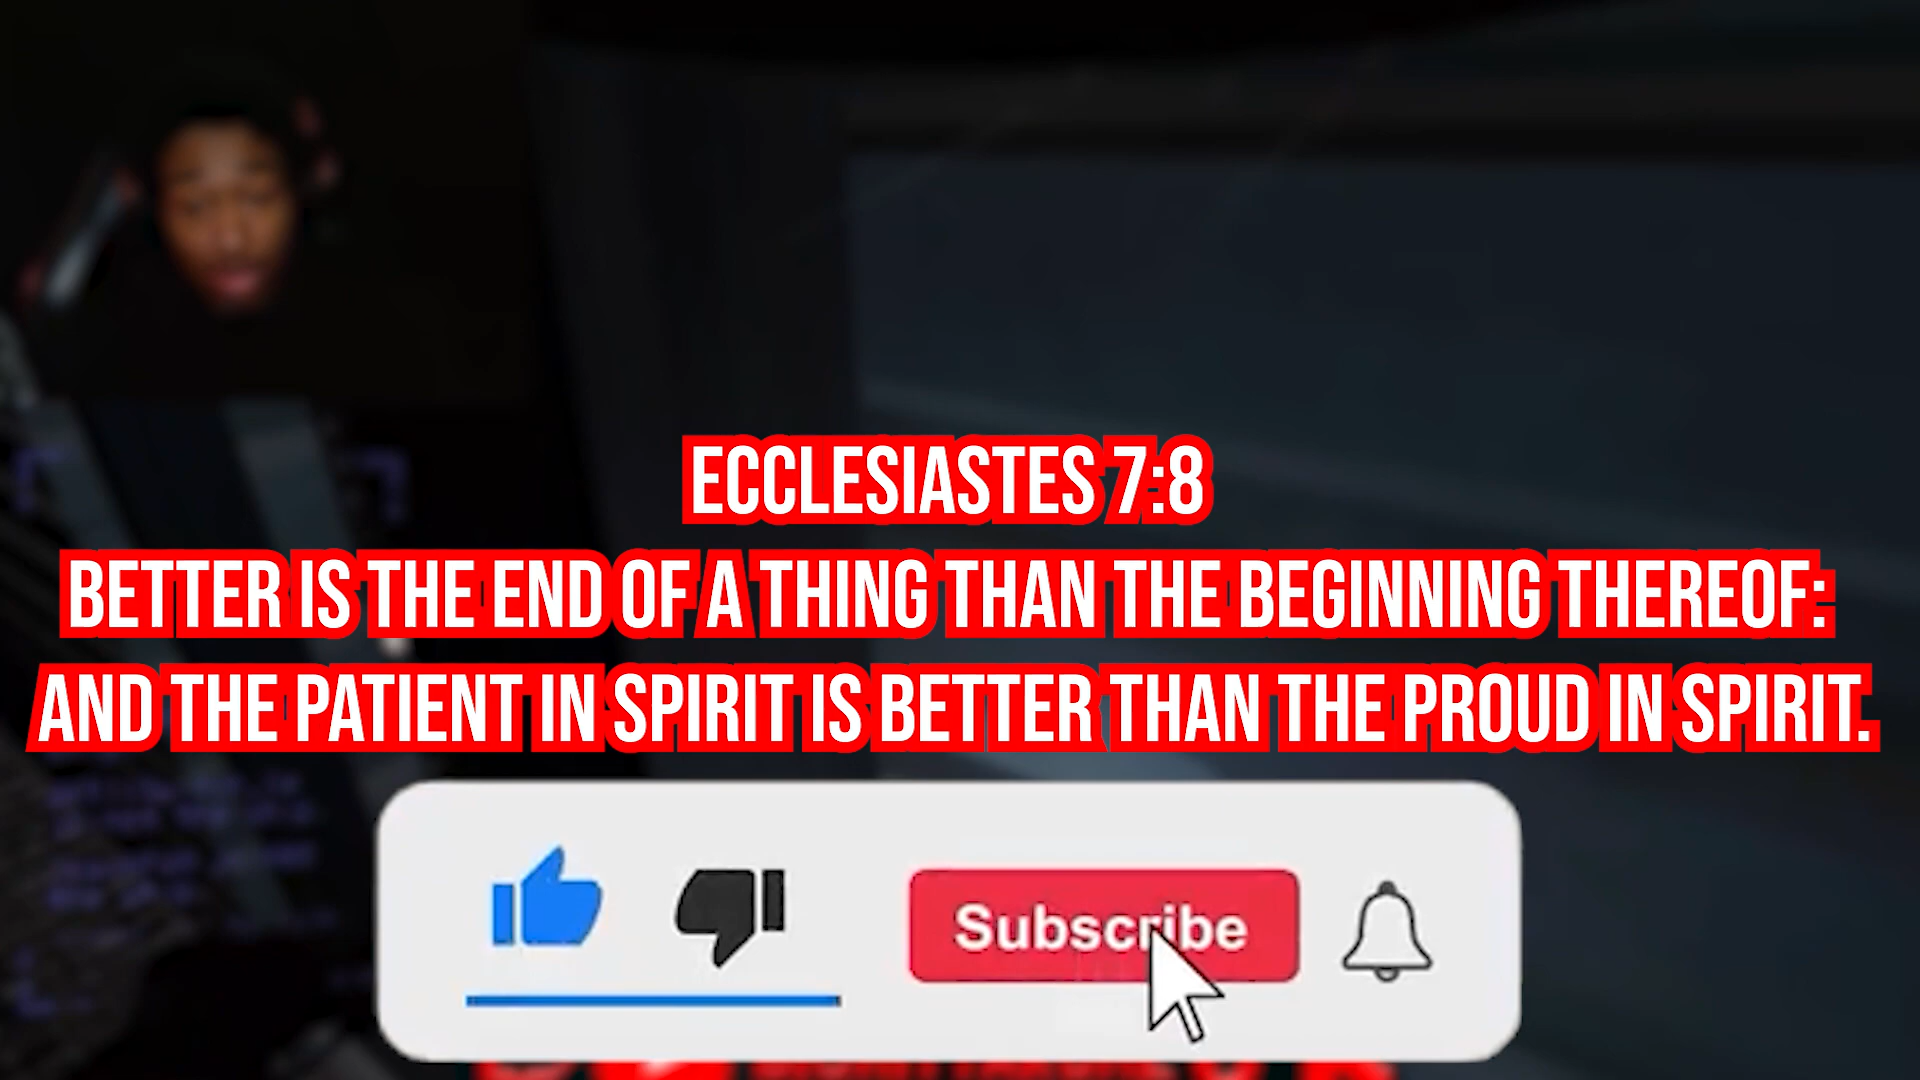 ECCLESIASTES 7:8
BETTER IS THE END OF A THING THAN THE BEGINNING THEREOF:
AND THE PATIENT IN SPIRIT IS BETTER THAN THE PROUD IN SPIRIT.
Subscribe